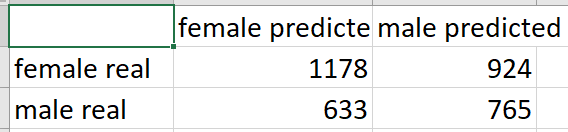 female predicte male predicted
female real 1178 924
male real 633 765